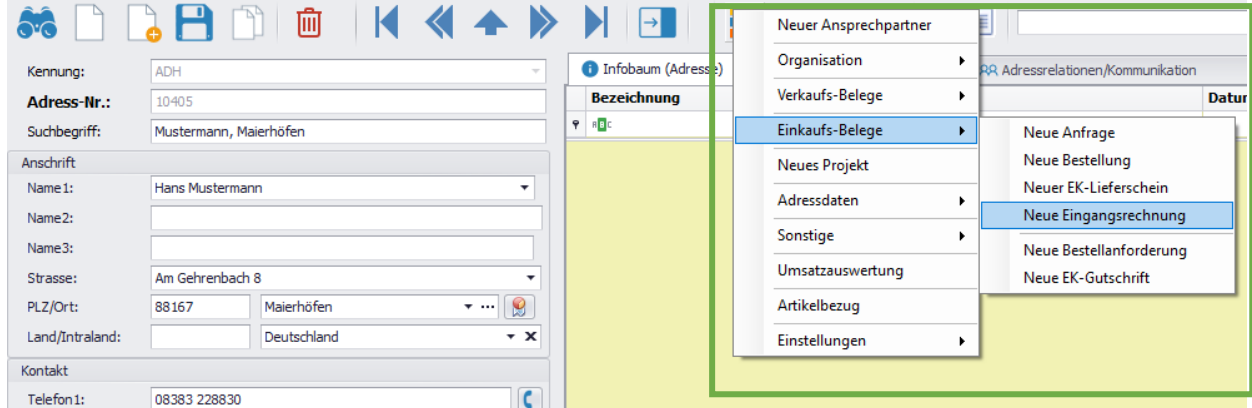 Kennung:
ADH
Adress-Nr.:
10405
Suchbegriff:
Mustermann, Maierhöfen
Anschrift
Name1:
Hans Mustermann
Name2:
Name3:
Strasse:
Am Gehrenbach 8
PLZ/Ort:
88167
Maierhöfen
Land/Intraland:
Deutschland
Kontakt
Telefon1:
08383 228830
Infobaum (Adresse)
Adressrelationen/Kommunikation
Bezeichnung
Datum
Neuer Ansprechpartner
Organisation
Verkaufs-Belege
Einkaufs-Belege
Neues Projekt
Adressdaten
Sonstige
Umsatzauswertung
Artikelbezug
Einstellungen
Neue Anfrage
Neue Bestellung
Neuer EK-Lieferschein
Neue Eingangsrechnung
Neue Bestellanforderung
Neue EK-Gutschrift